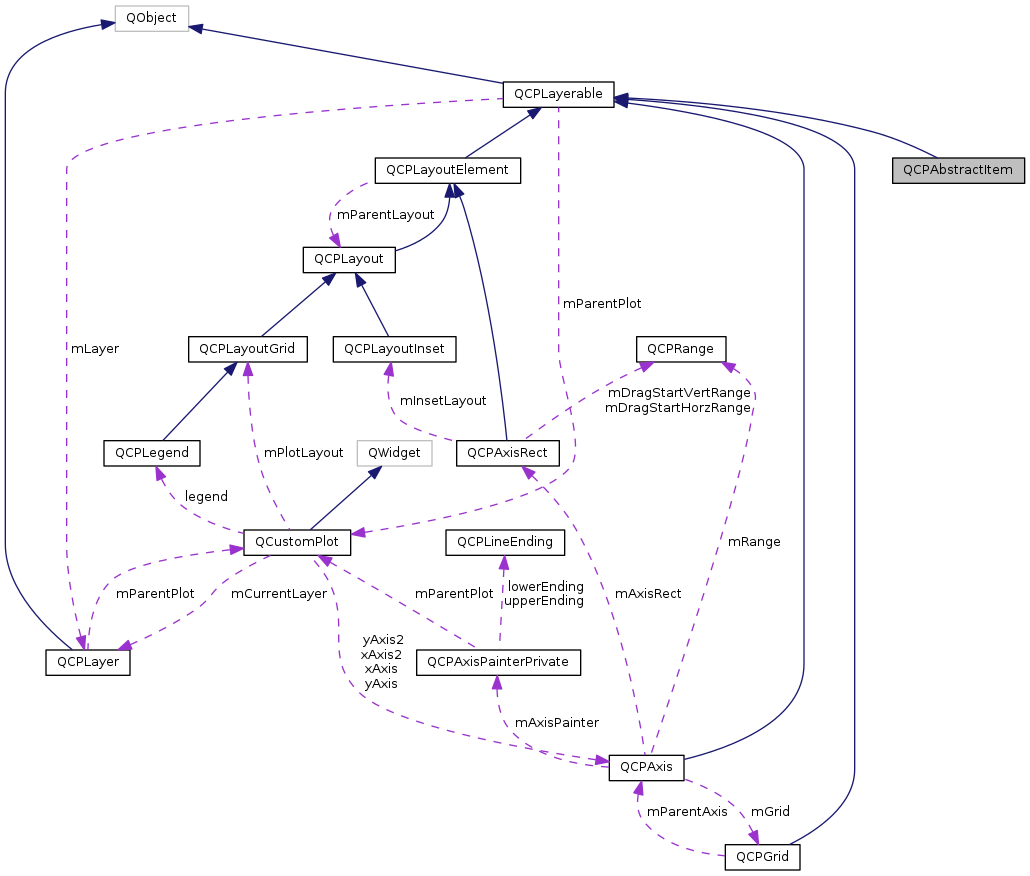 QObject
QCPLayerable
QCPLayoutElement
QCPAbstractItem
mParentLayout
QCPLayout
mParentPlot
mLayer
QCPLayoutGrid
QCPLayoutInset
QCPRange
mDragStartVertRange
mDragStartHorzRange
mInsetLayout
QCPLegend
mPlotLayout
QWidget
QCPAxisRect
legend
QCustomPlot
QCPLineEnding
mRange
mParentPlot
mCurrentLayer
mParentPlot
lowerEnding
upperEnding
mAxisRect
yAxis2
xAxis2
xAxis
yAxis
QCPLayer
QCPAxisPainterPrivate
mAxisPainter
QCPAxis
mParentAxis
mGrid
QCPGrid